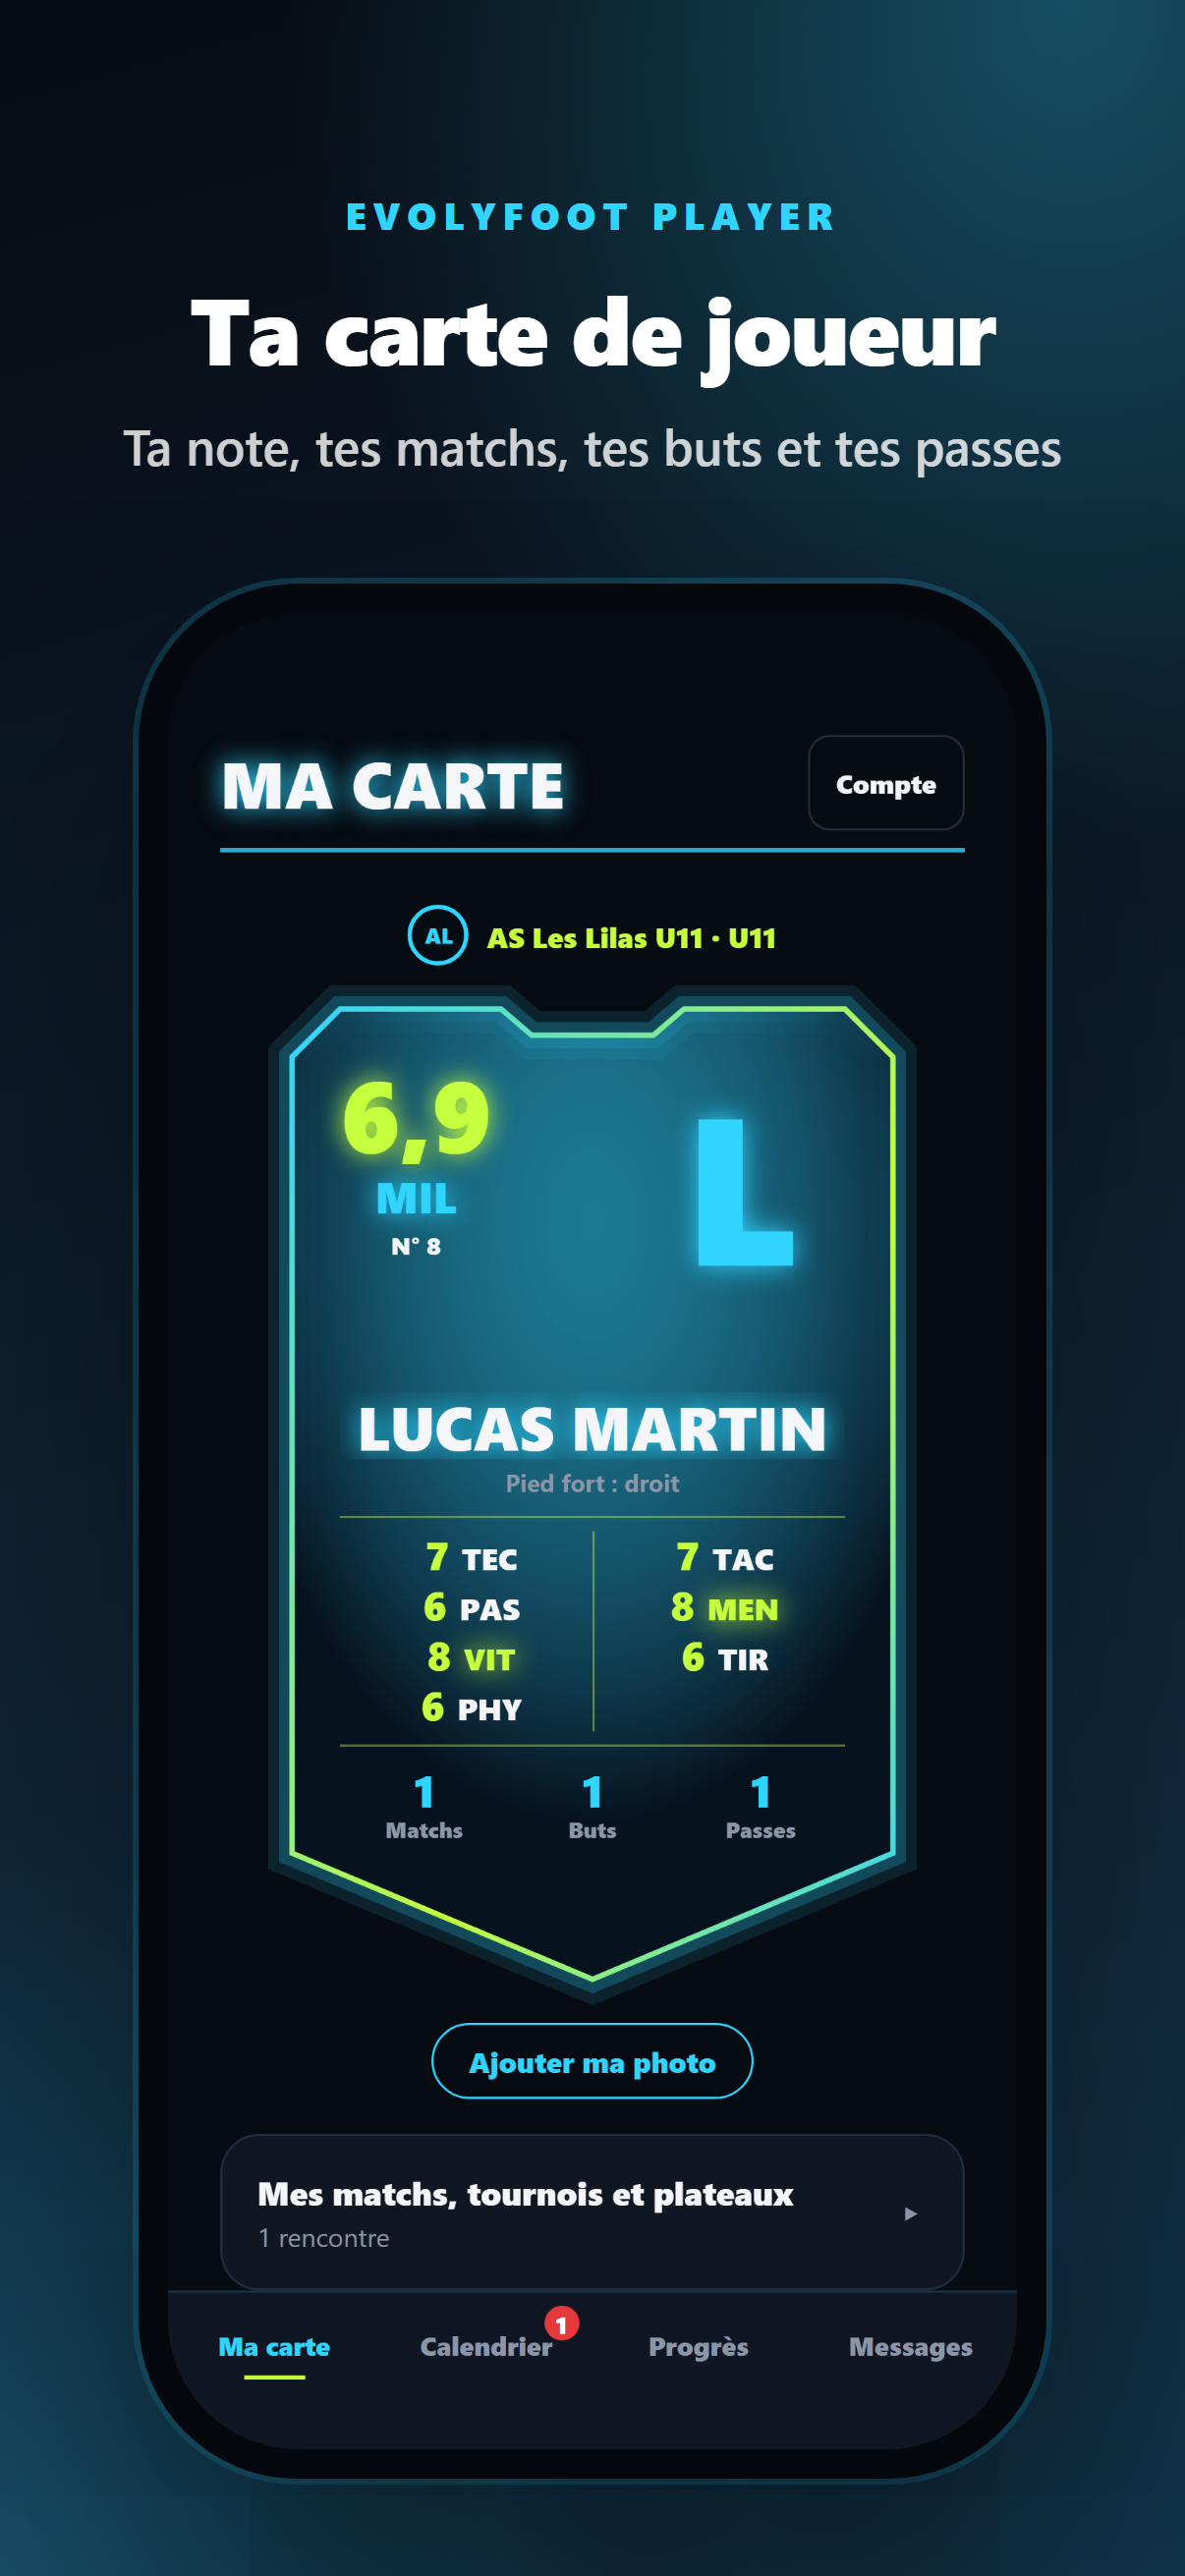 EVOLYFOOT PLAYER
Ta carte de joueur
Ta note, tes matchs, tes buts et tes passes
MA CARTE
Compte
AL
AS Les Lilas U11 · U11
6,9
MIL
N° 8
L
LUCAS MARTIN
Pied fort : droit
7 TEC
7 TAC
6 PAS
8 MEN
8 VIT
6 TIR
6 PHY
1
1
1
Matchs
Buts
Passes
Ajouter ma photo
Mes matchs, tournois et plateaux
1 rencontre
Ma carte
Calendrier
1
Progrès
Messages